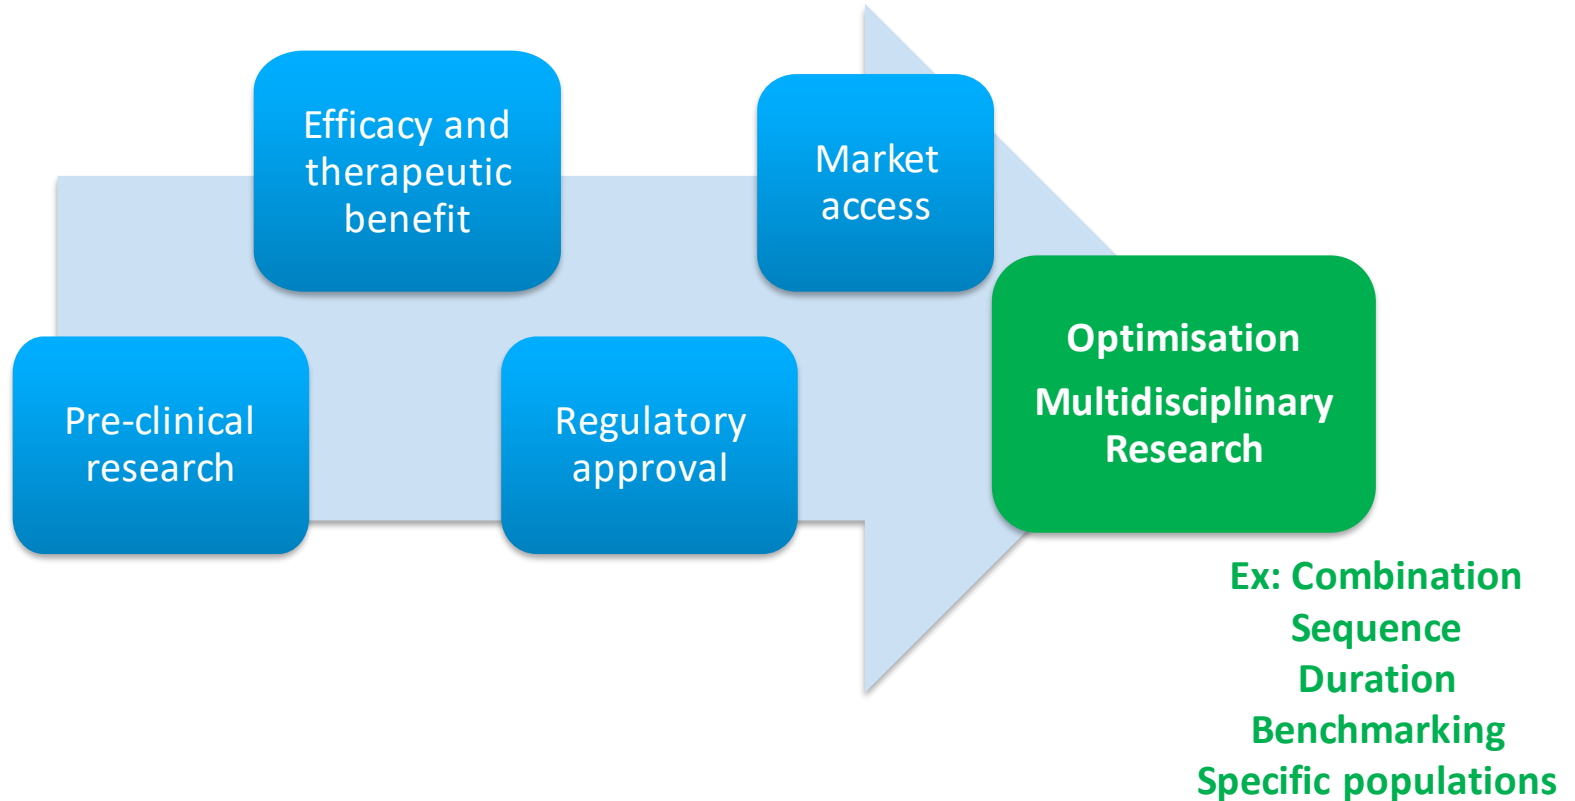 Efficacy and
therapeutic
benefit
Market
access
Pre-clinical
research
Regulatory
approval
Optimisation
Multidisciplinary
Research
Ex: Combination
Sequence
Duration
Benchmarking
Specific populations